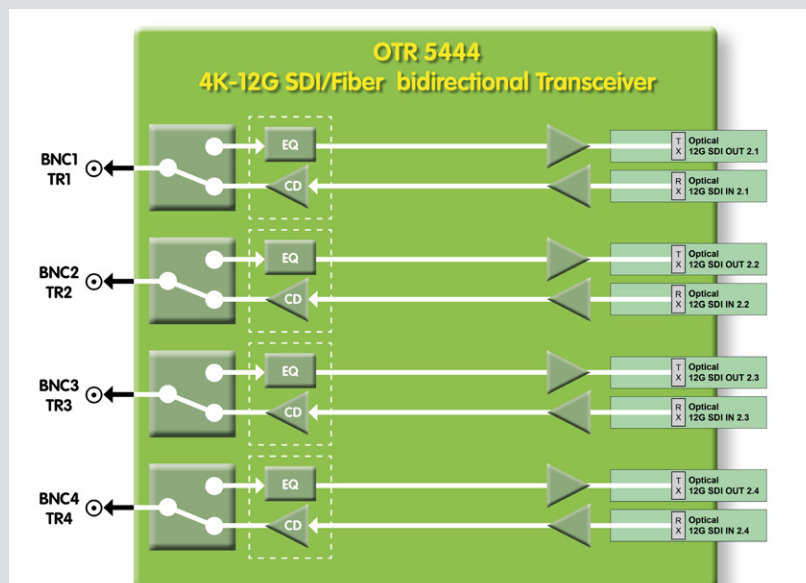 OTR 5444
4K-12G SDI/Fiber bidirectional Transceiver
BNC1
TR1
EQ
CD
T
X
Optical
12G SDI OUT 2.1
R
X
Optical
12G SDI IN 2.1
BNC2
TR2
EQ
CD
T
X
Optical
12G SDI OUT 2.2
R
X
Optical
12G SDI IN 2.2
BNC3
TR3
EQ
CD
T
X
Optical
12G SDI OUT 2.3
R
X
Optical
12G SDI IN 2.3
BNC4
TR4
EQ
CD
T
X
Optical
12G SDI OUT 2.4
R
X
Optical
12G SDI IN 2.4